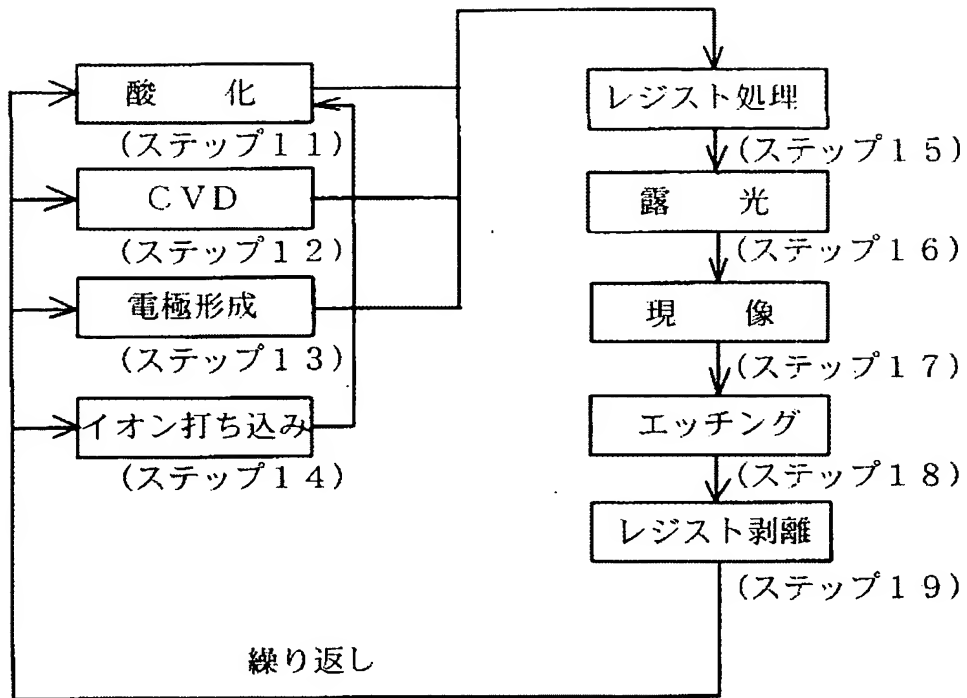 酸　化
(ステップ１１)
ＣＶＤ
(ステップ１２)
電極形成
(ステップ１３)
イオン打ち込み
(ステップ１４)
レジスト処理
(ステップ１５)
露　光
(ステップ１６)
現　像
(ステップ１７)
エッチング
(ステップ１８)
レジスト剥離
(ステップ１９)
繰り返し